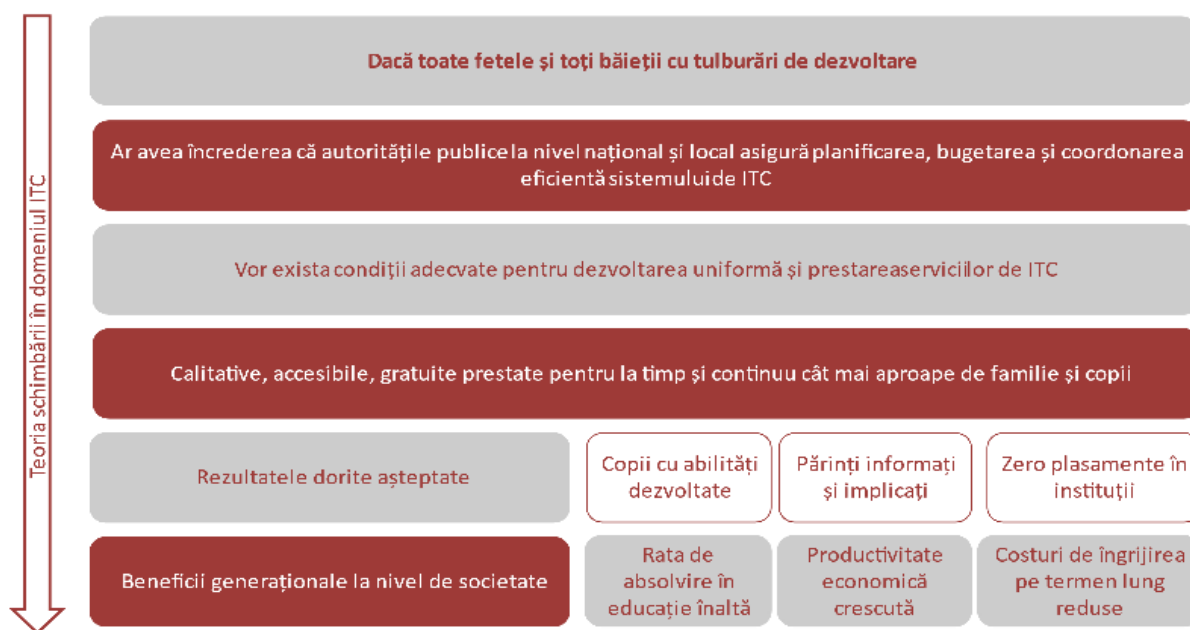 Teoria schimbării în domeniul ITC
Dacă toate fetele și toți băieții cu tulburări de dezvoltare
Ar avea încrederea că autoritățile publice la nivel național și local asigură planificarea, bugetarea și coordonarea
eficientă sistemului de ITC
Vor exista condiții adecvate pentru dezvoltarea uniformă și prestarea serviciilor de ITC
Calitative, accesibile, gratuite prestate pentru la timp și continuu cât mai aproape de familie și copii
Rezultatele dorite așteptate
Copii cu abilități
dezvoltate
Părinți informați
și implicați
Zero plasamente în
instituții
Beneficii generaționale la nivel de societate
Rata de
absolvire în
educație înaltă
Productivitate
economică
crescută
Costuri de îngrijirea
pe termen lung
reduse